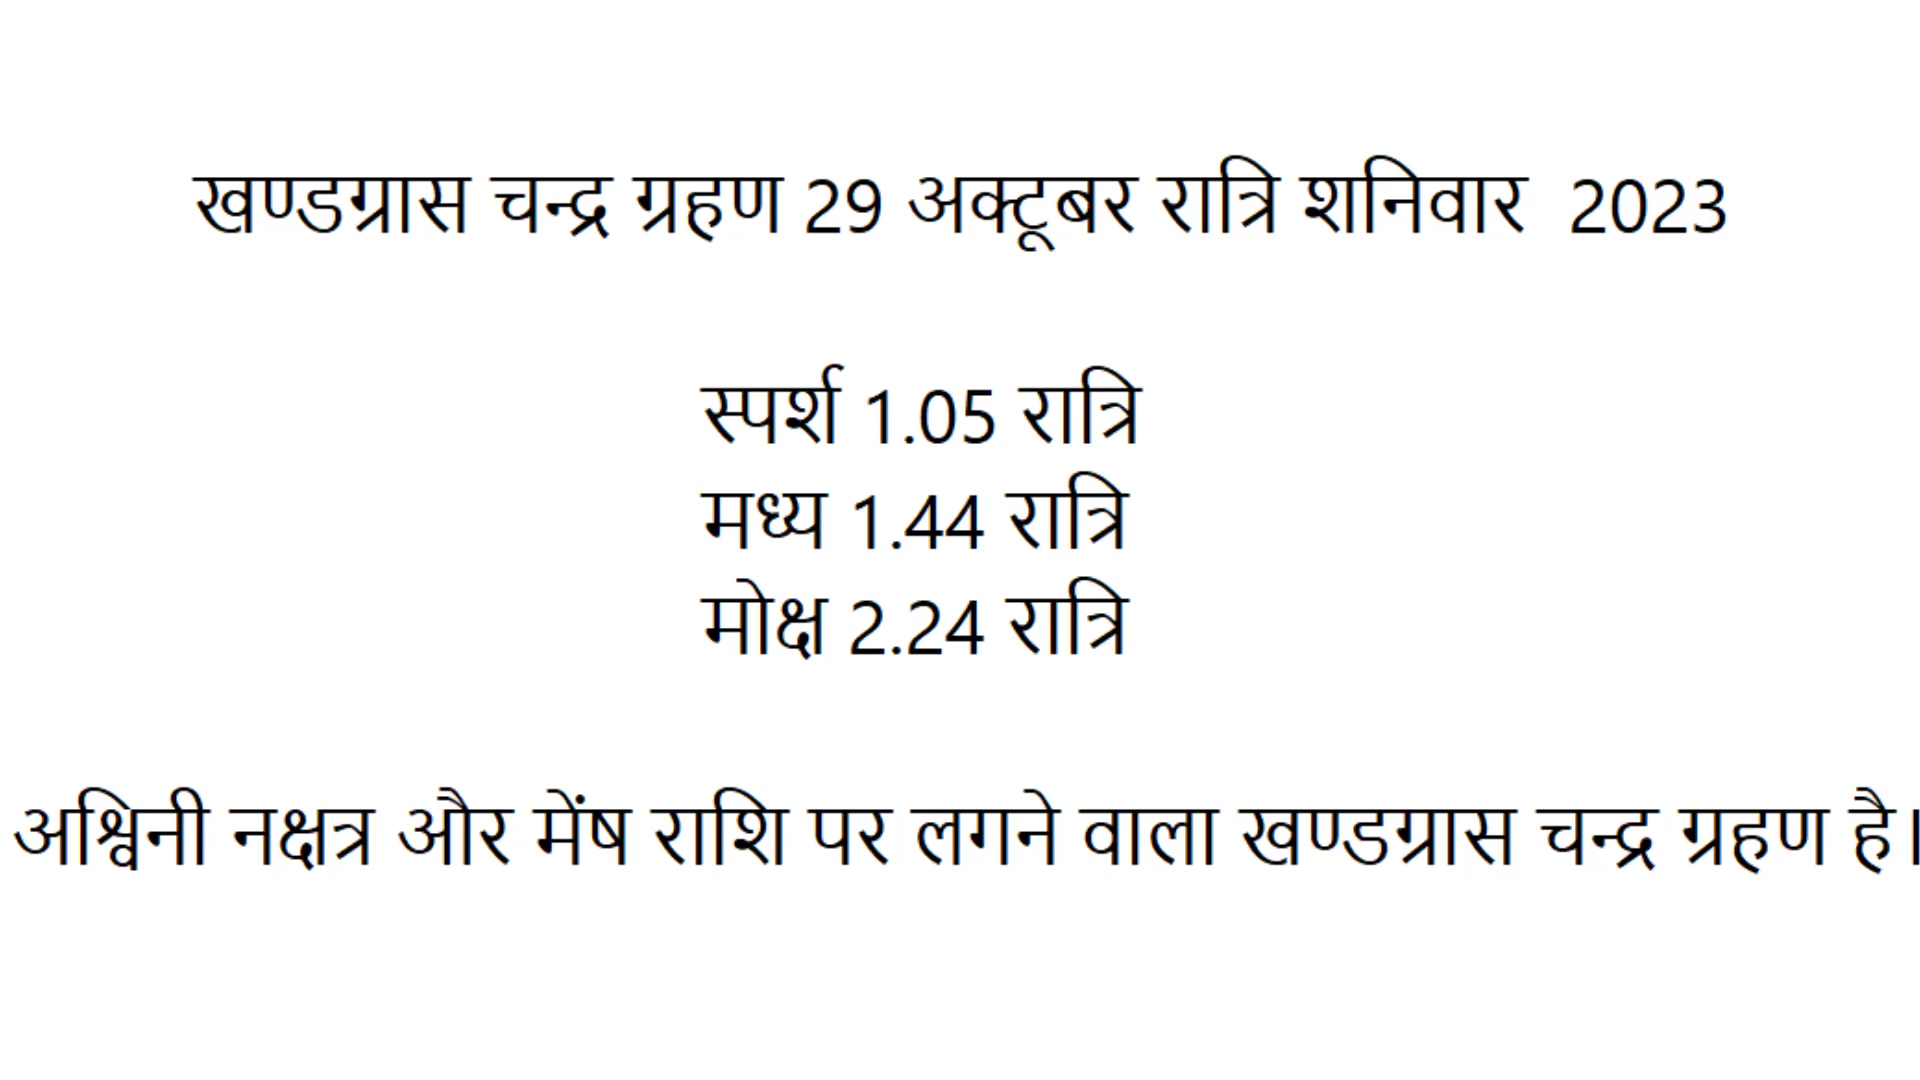 खण्डग्रास चन्द्र ग्रहण 29 अक्टूबर रात्रि शनिवार  2023
स्पर्श 1.05 रात्रि
मध्य 1.44 रात्रि
मोक्ष 2.24 रात्रि
अश्विनी नक्षत्र और मेंष राशि पर लगने वाला खण्डग्रास चन्द्र ग्रहण है।